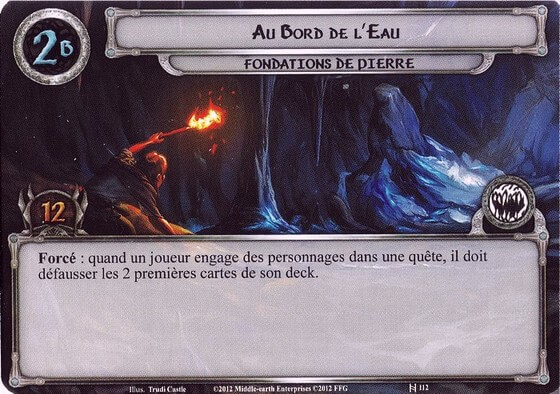 2B
Au Bord de l'Eau
Fondations de Pierre
12
Forcé : quand un joueur engage des personnages dans une quête, il doit
défausser les 2 premières cartes de son deck.
Illus. Trudi Castle ©2012 Middle-earth Enterprises ©2012 FFG 112